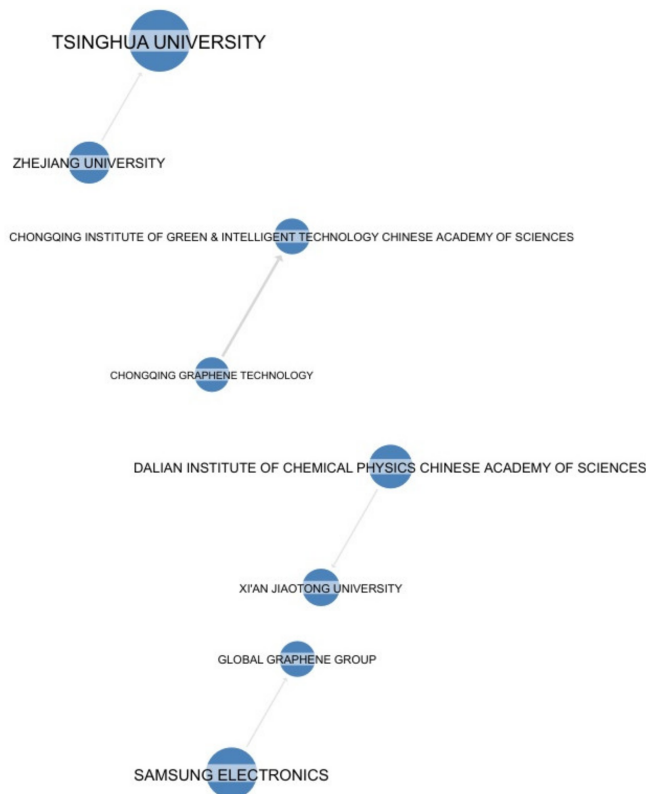 TSINGHUA UNIVERSITY
ZHEJIANG UNIVERSITY
CHONGQING INSTITUTE OF GREEN & INTELLIGENT TECHNOLOGY CHINESE ACADEMY OF SCIENCES
CHONGQING GRAPHENE TECHNOLOGY
DALIAN INSTITUTE OF CHEMICAL PHYSICS CHINESE ACADEMY OF SCIENCES
XI'AN JIAOTONG UNIVERSITY
GLOBAL GRAPHENE GROUP
SAMSUNG ELECTRONICS